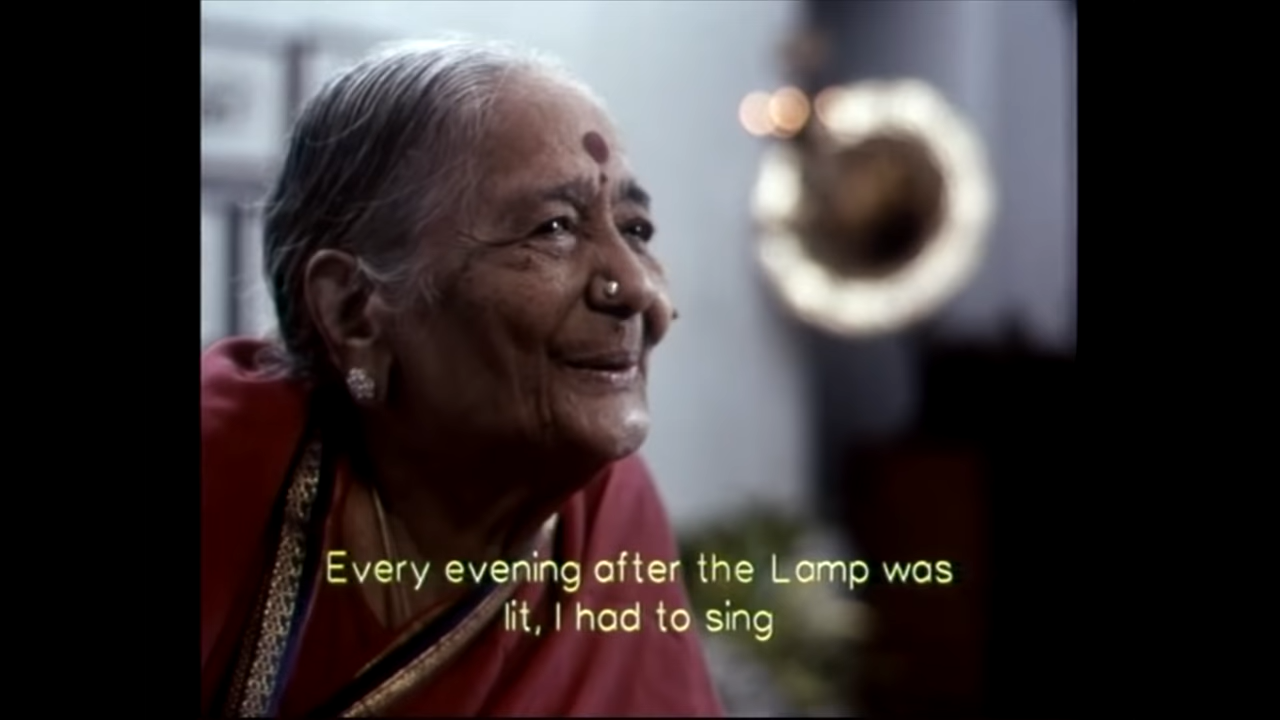 Every evening after the Lamp was
lit, I had to sing